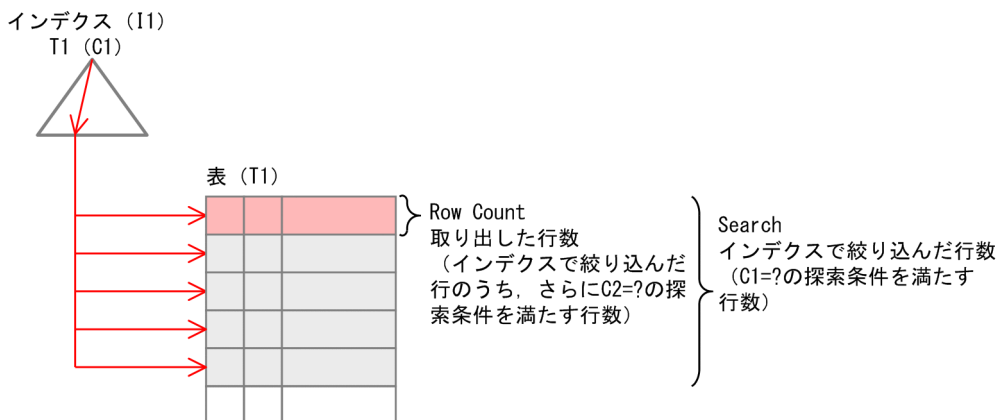 インデクス（I1）
T1（C1）
表（T1）
Row Count
取り出した行数
（インデクスで絞り込んだ
行のうち，さらにC2=?の探
索条件を満たす行数）
Search
インデクスで絞り込んだ行数
（C1=?の探索条件を満たす
行数）